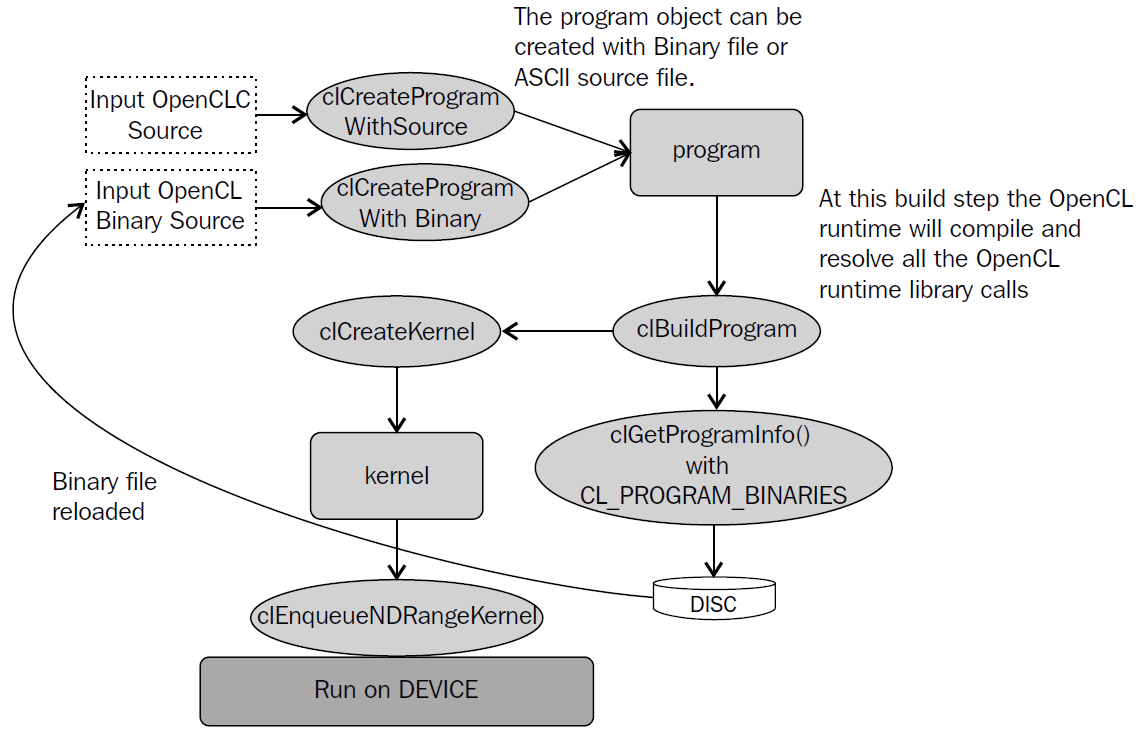 The program object can be
created with Binary file or
ASCII source file.
Input OpenCLC
Source
clCreateProgram
WithSource
program
Input OpenCL
Binary Source
clCreateProgram
With Binary
At this build step the OpenCL
runtime will compile and
resolve all the OpenCL
runtime library calls
clCreateKernel
clBuildProgram
clGetProgramInfo()
with
CL_PROGRAM_BINARIES
kernel
Binary file
reloaded
DISC
clEnqueueNDRangeKernel
Run on DEVICE